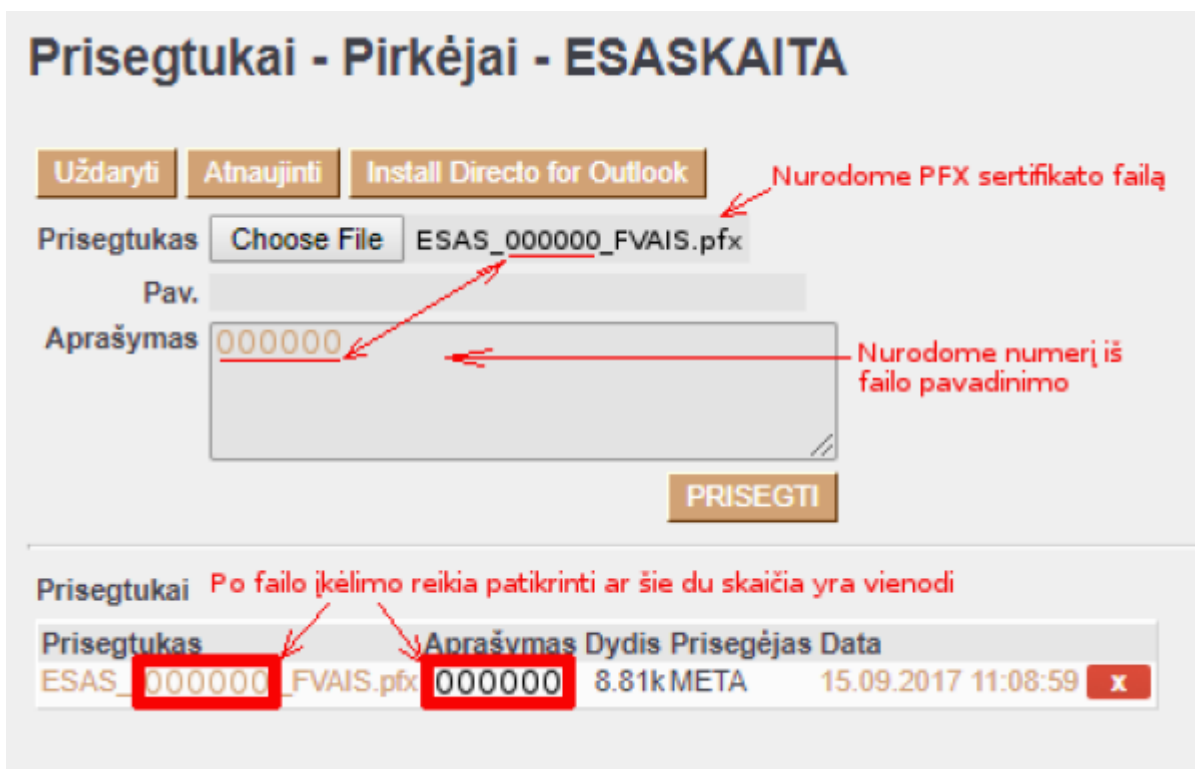 Prisegtukai - Pirkėjai - ESASKAITA
Uždaryti Atnaujinti Install Directo for Outlook
Nurodome PFX sertifikato failą
Prisegtukas Choose File ESAS_000000_FVAIS.pfx
Pav.
Aprašymas 000000
Nurodome numerį iš
failo pavadinimo
PRISEGTI
Prisegtukai Po failo įkėlimo reikia patikrinti ar šie du skaičia yra vienodi
Prisegtukas Aprašymas Dydis Prisegėjas Data
ESAS_000000_FVAIS.pfx 000000 8.81k META 15.09.2017 11:08:59 x